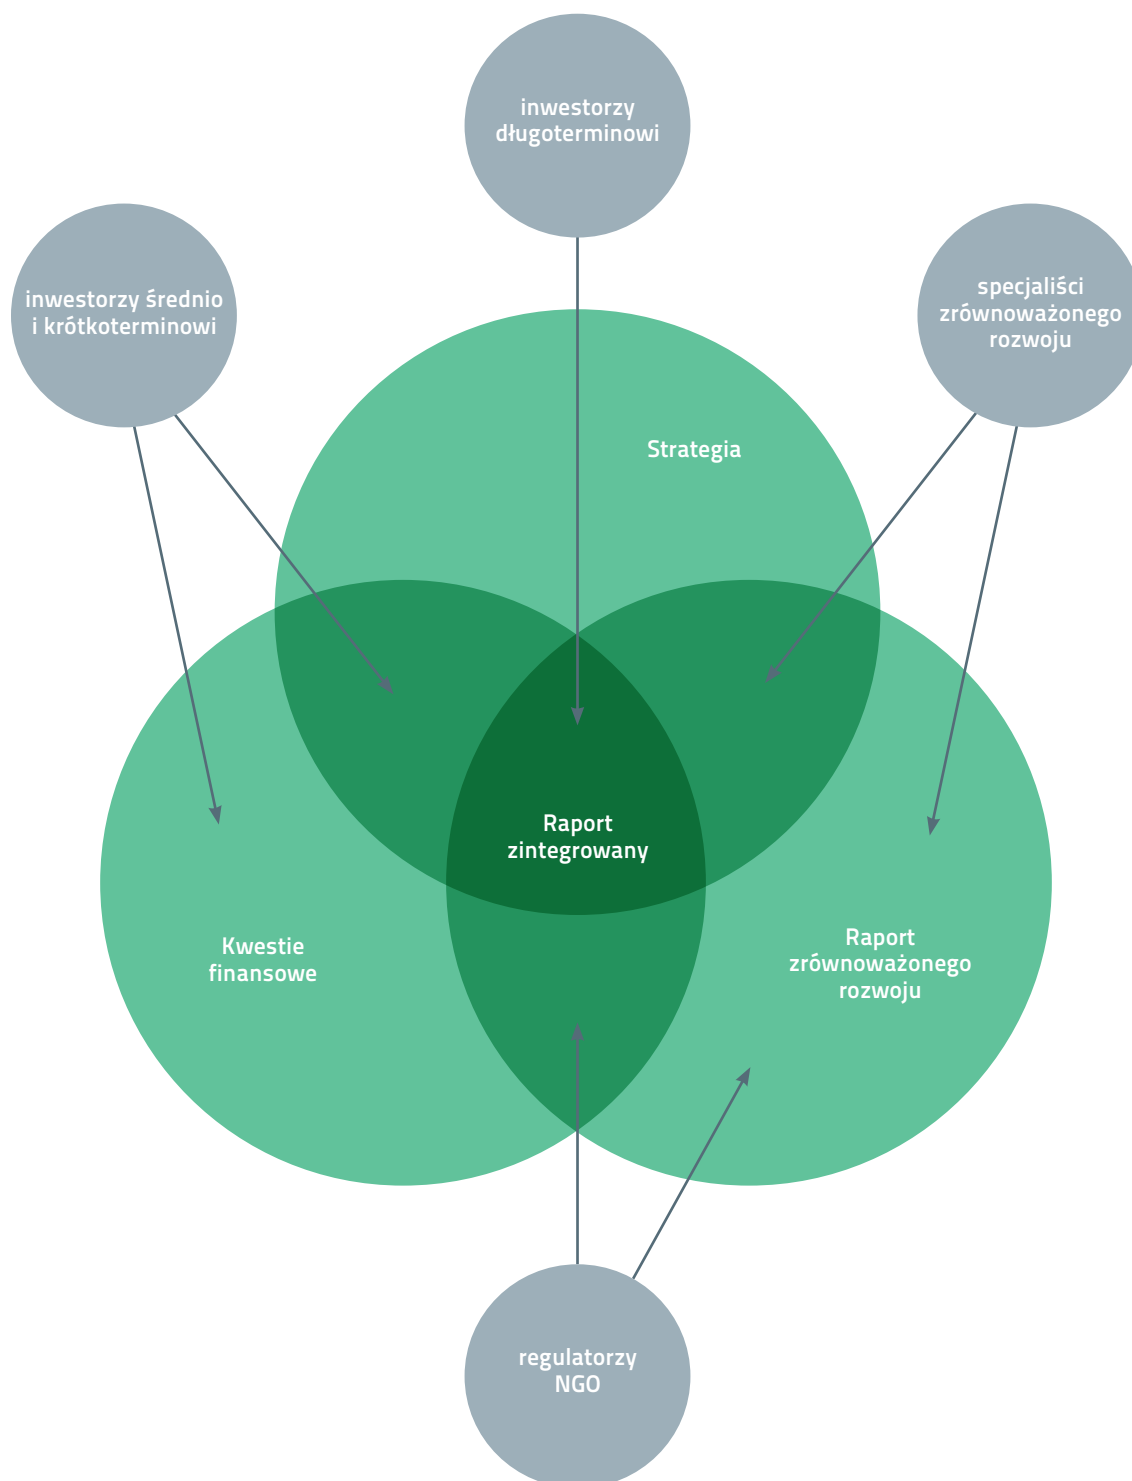 inwestorzy
długoterminowi
inwestorzy średnio
i krótkoterminowi
specjaliści
zrównoważonego
rozwoju
Strategia
Raport
zintegrowany
Kwestie
finansowe
Raport
zrównoważonego
rozwoju
regulatorzy
NGO